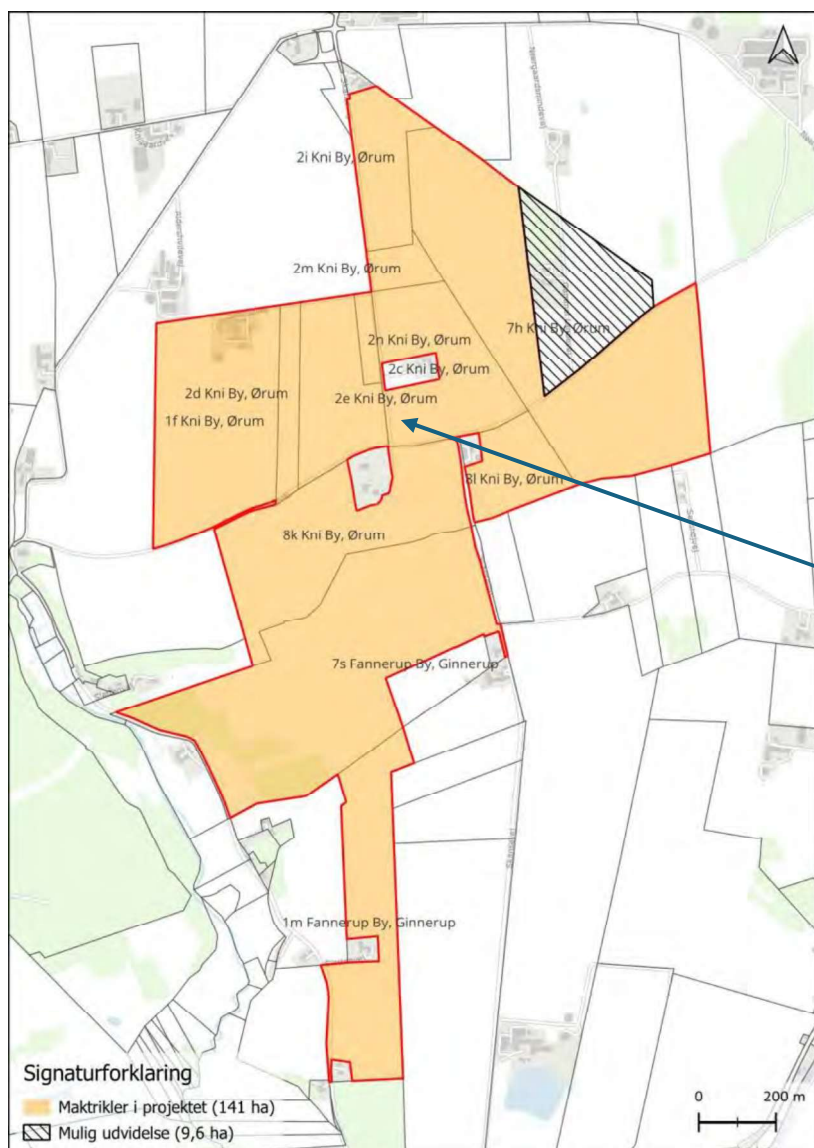 2i Kni By, Ørum
2m Kni By, Ørum
7h Kni By, Ørum
2n Kni By, Ørum
2c Kni By, Ørum
2d Kni By, Ørum
2e Kni By, Ørum
1f Kni By, Ørum
8l Kni By, Ørum
8k Kni By, Ørum
7s Fannerup By, Ginnerup
1m Fannerup By, Ginnerup
Signaturforklaring
Maktrikler i projektet (141 ha)
Mulig udvidelse (9,6 ha)
0 200 m